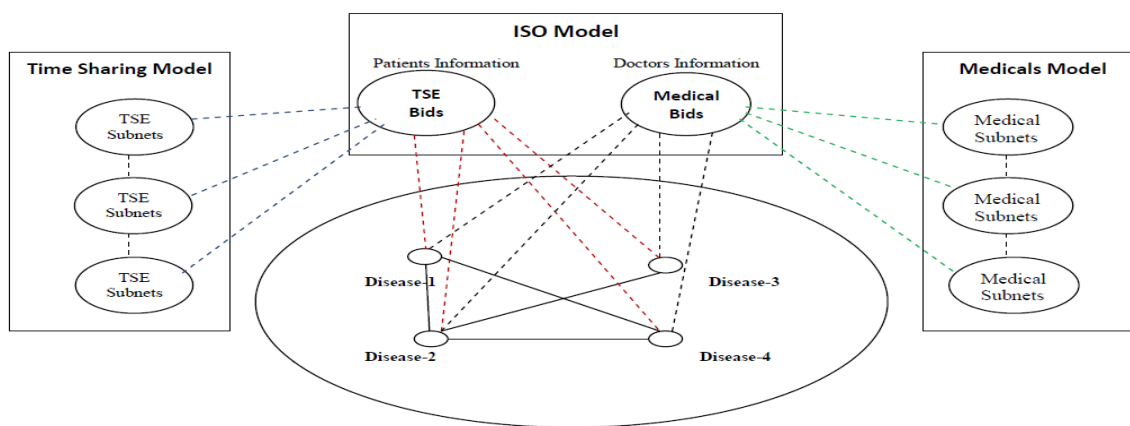 ISO Model
Time Sharing Model
Patients Information
Doctors Information
Medicals Model
TSE
Bids
Medical
Bids
TSE
Subnets
TSE
Subnets
TSE
Subnets
Medical
Subnets
Medical
Subnets
Medical
Subnets
Disease-1
Disease-3
Disease-2
Disease-4